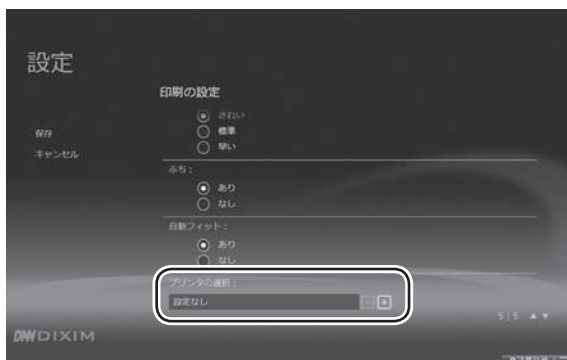 設定
印刷の設定
きれい
標準
早い
保存
キャンセル
ふち：
あり
なし
自動フィット：
あり
なし
プリンタの選択：
設定なし
5|5
DIXIM